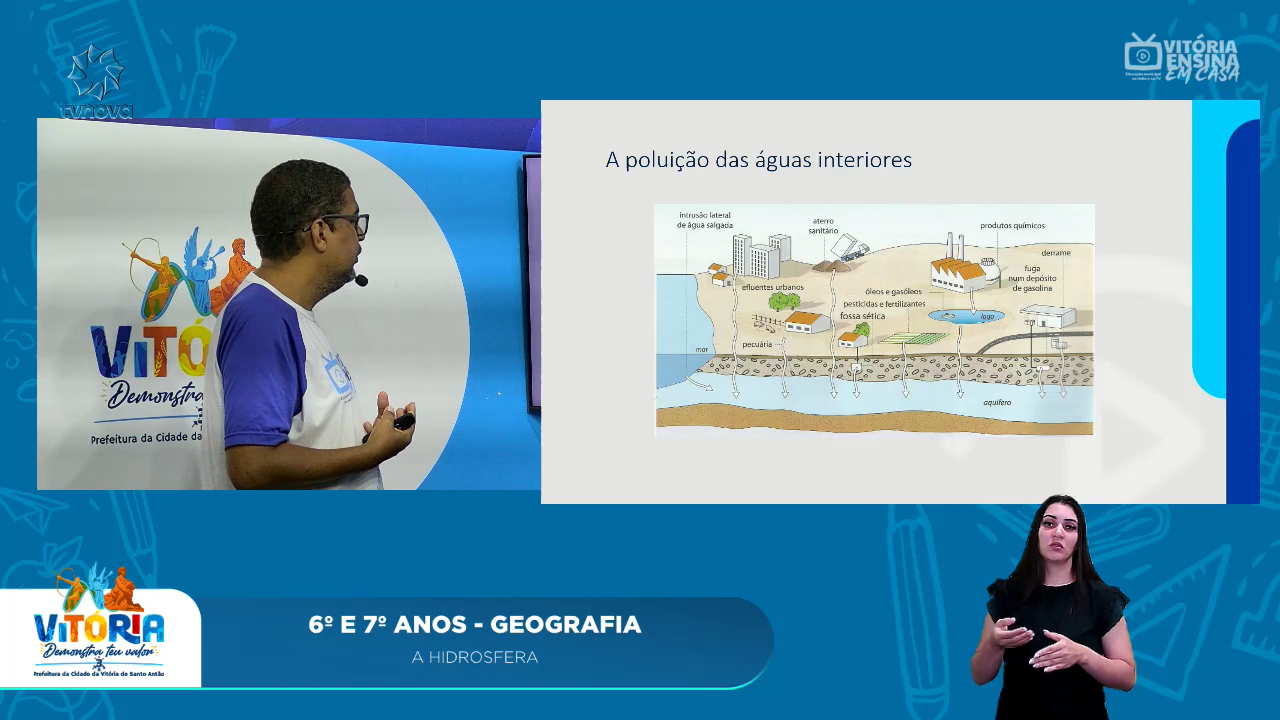 tvnova
VITÓRIA
ENSINA
EM CASA
A poluição das águas interiores
intrusão lateral
de água salgada
aterro
sanitário
produtos químicos
derrame
fuga
num depósito
de gasolina
efluentes urbanos
óleos e gasóleos
pesticidas e fertilizantes
fossa sética
lago
pecuária
mar
aquífero
VITÓ
Demonstra
Prefeitura da Cidade da
6º E 7º ANOS - GEOGRAFIA
A HIDROSFERA
VITÓRIA
Demonstra teu valor
Prefeitura da Cidade da Vitória de Santo Antão